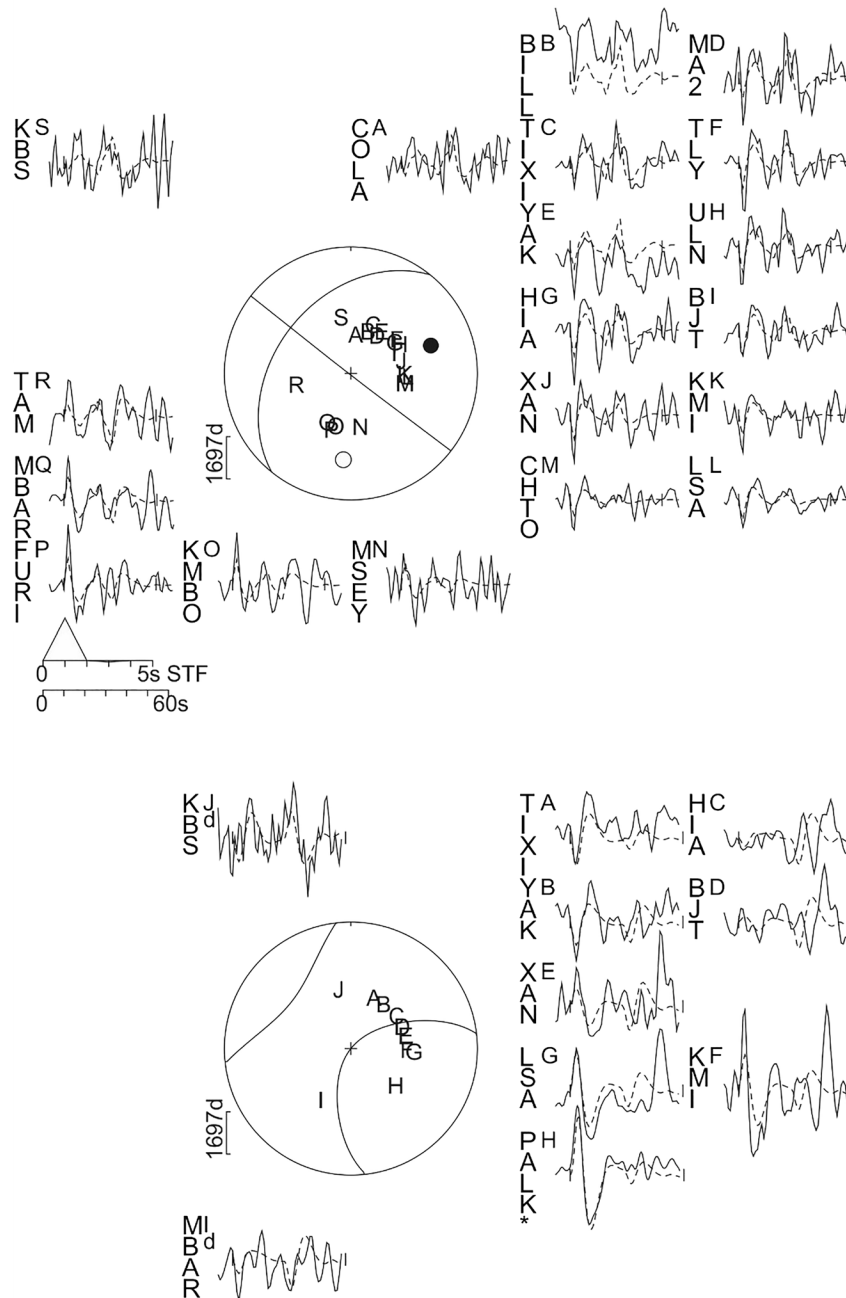 BILL B
MA2 D
KBS S
COLA A
TIXI C
TLY F
YAK E
ULN H
HIA G
BJT I
S
C
A B D E
G F H
I
J
K
M
R
P O N
TAM R
XAN J
KMI K
1697d
MBAR Q
CHTO M
LSA L
FURI P
KMBO O
MSEY N
0 5s STF
0 60s
KBS J d
TIXI A
HIA C
YAK B
BJT D
XAN E
J
A
B
C
D
E
F G
H
I
LSA G
KMI F
1697d
PALK* H
MBAR I d